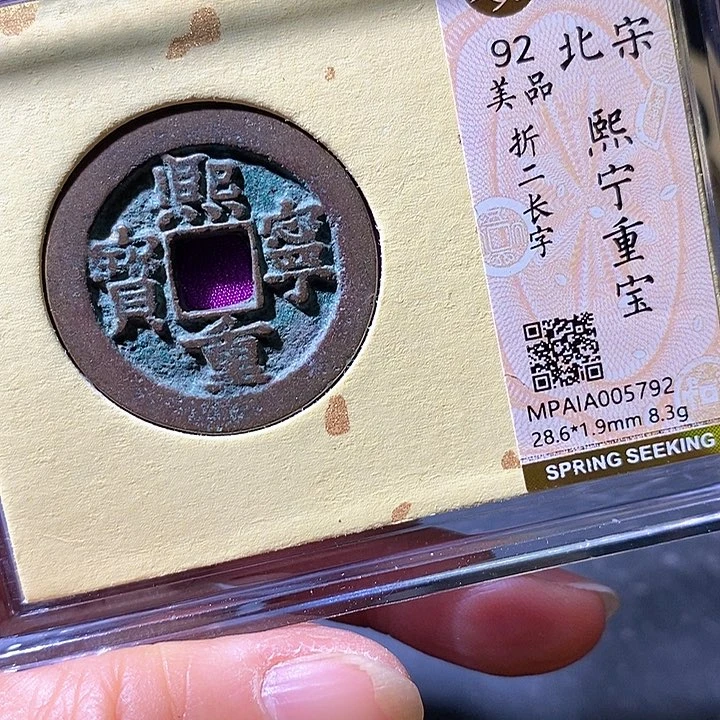 熙
寧
重
寶
北宋
熙宁重宝
92
美品
折二长字
MPAIA005792
28.6*1.9mm 8.3g
SPRING SEEKING